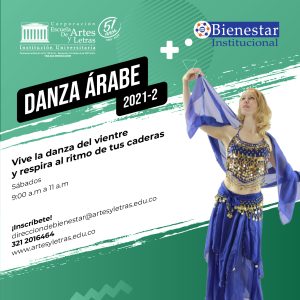 Corporación
Escuela De Artes y Letras
Institución Universitaria
51
Bienestar
Institucional
DANZA ÁRABE
2021-2
Vive la danza del vientre
y respira al ritmo de tus caderas
Sábados
9:00 a.m a 11 a.m
¡Inscríbete!
direcciondebienestar@artesyletras.edu.co
321 2016464
www.artesyletras.edu.co